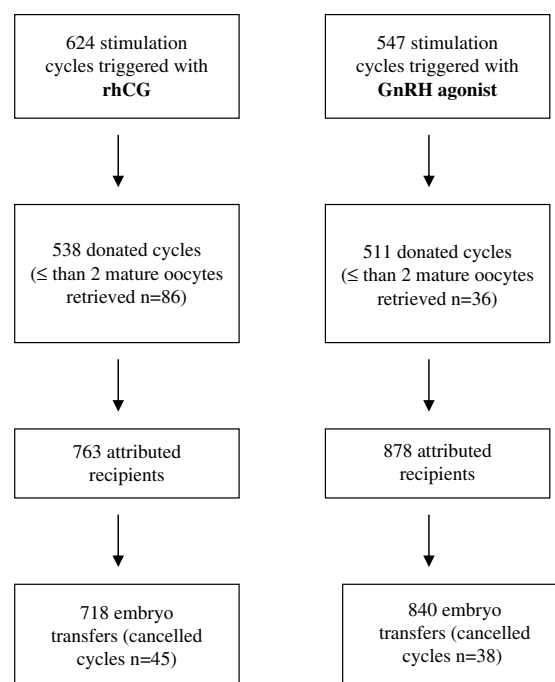 624 stimulation
cycles triggered with
rhCG
547 stimulation
cycles triggered with
GnRH agonist
538 donated cycles
(≤ than 2 mature oocytes
retrieved n=86)
511 donated cycles
(≤ than 2 mature oocytes
retrieved n=36)
763 attributed
recipients
878 attributed
recipients
718 embryo
transfers (cancelled
cycles n=45)
840 embryo
transfers (cancelled
cycles n=38)